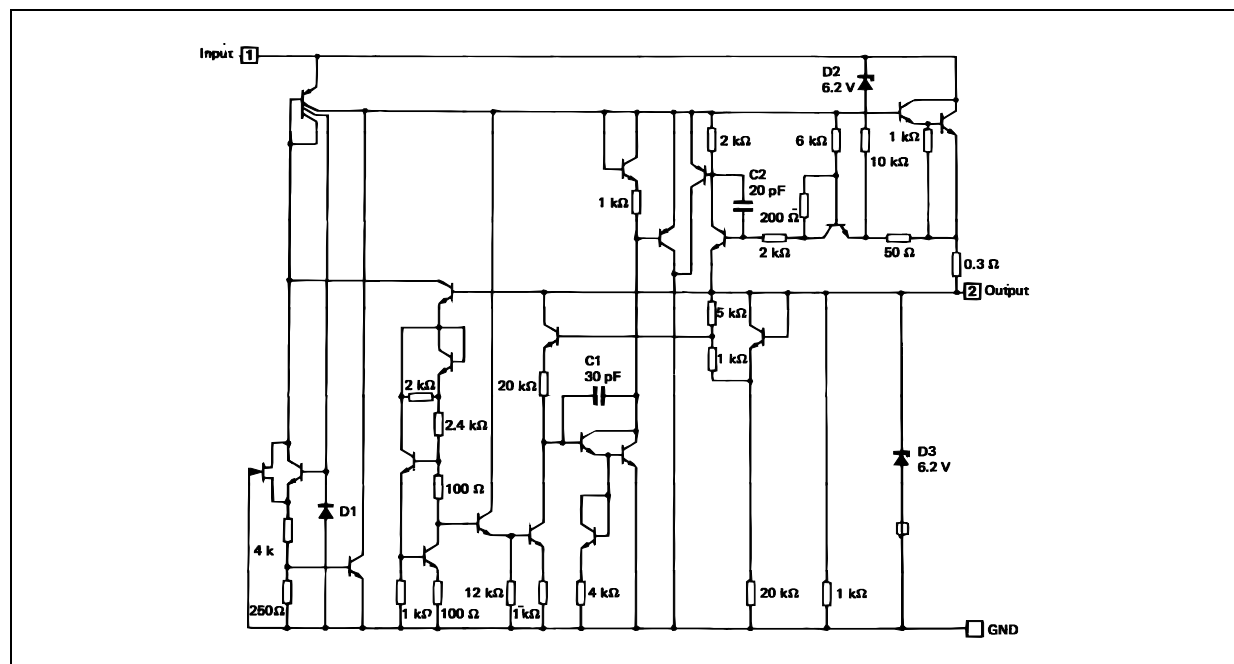 Input 1
D2
6.2 V
2 kΩ
6 kΩ
1 kΩ
10 kΩ
C2
20 pF
1 kΩ
200 Ω
2 kΩ
50 Ω
0.3 Ω
2 Output
5 kΩ
C1
30 pF
1 kΩ
2 kΩ
20 kΩ
2.4 kΩ
D3
6.2 V
100 Ω
D1
4 k
250Ω
1 kΩ
100 Ω
12 kΩ
1 kΩ
4 kΩ
20 kΩ
1 kΩ
GND